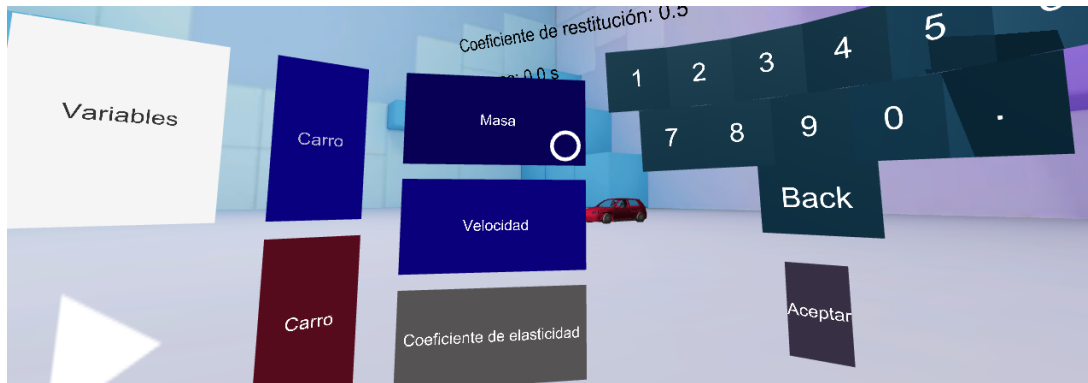 Coeficiente de restitución: 0.5
0.0 s
Variables
Carro
Masa
Velocidad
Carro
Coeficiente de elasticidad
1 2 3 4 5
7 8 9 0 .
Back
Aceptar